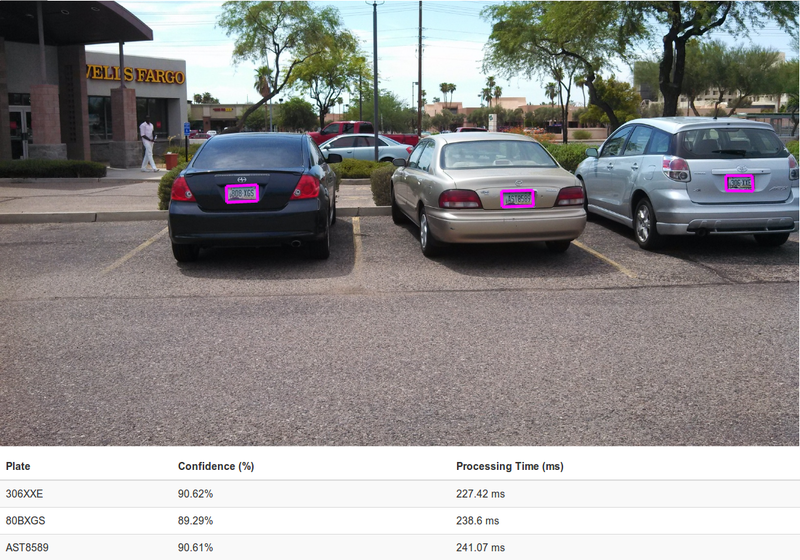 WELLS FARGO
Plate Confidence (%) Processing Time (ms)
306XXE 90.62% 227.42 ms
80BXGS 89.29% 238.6 ms
AST8589 90.61% 241.07 ms